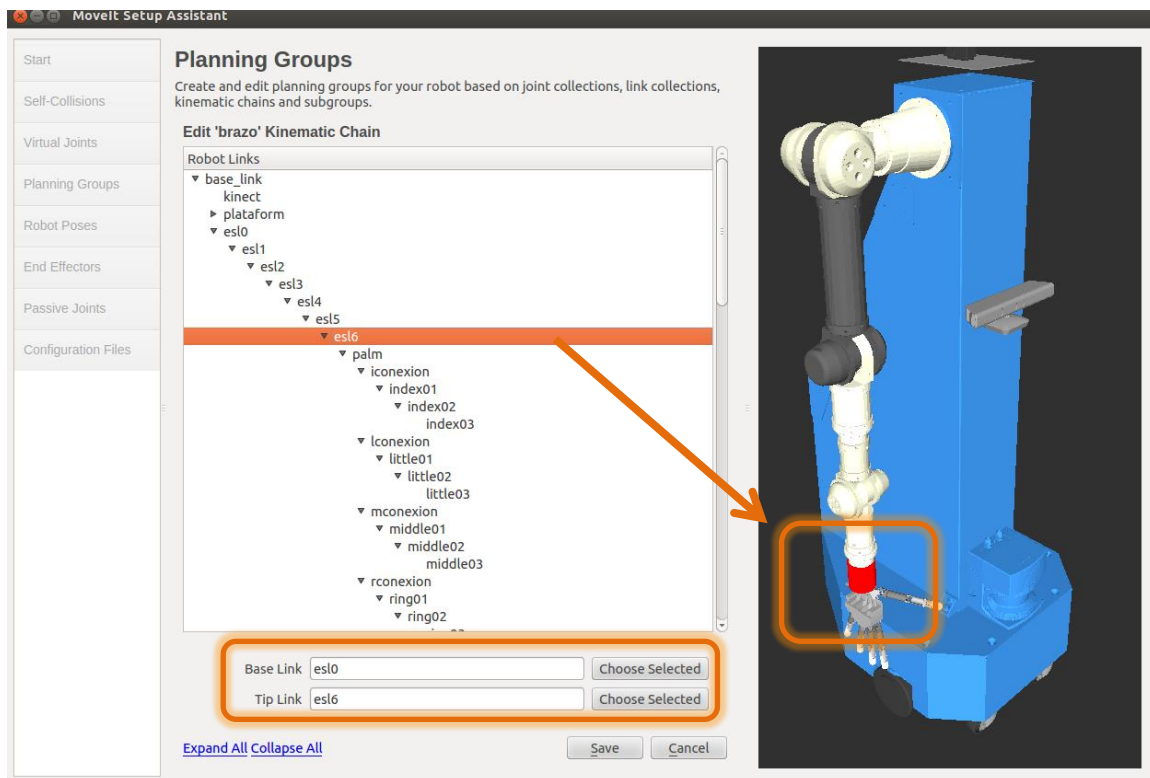 MoveIt Setup Assistant
Start
Self-Collisions
Virtual Joints
Planning Groups
Robot Poses
End Effectors
Passive Joints
Configuration Files
Planning Groups
Create and edit planning groups for your robot based on joint collections, link collections,
kinematic chains and subgroups.
Edit 'brazo' Kinematic Chain
Robot Links
base_link
kinect
plataform
esl0
esl1
esl2
esl3
esl4
esl5
esl6
palm
iconexion
index01
index02
index03
lconexion
little01
little02
little03
mconexion
middle01
middle02
middle03
rconexion
ring01
ring02
Base Link esl0 Choose Selected
Tip Link esl6 Choose Selected
Expand All Collapse All Save Cancel